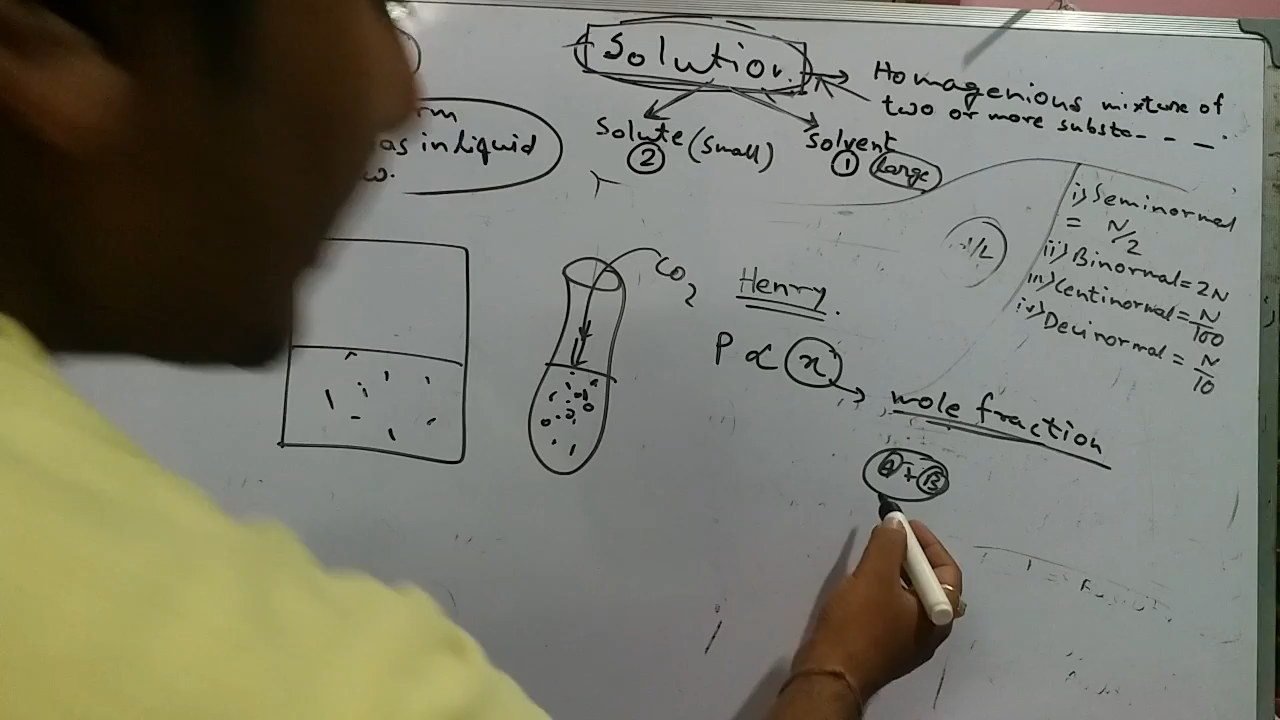 Solution.
Homagenious mixture of
two or more substa- - - .
Solute (small)
2
Solvent
1 Large
as in liquid
i) Seminormal
= N/2
ii) Binormal = 2N
iii) Centinormal = N/100
iv) Decinormal = N/10
/L
CO2
Henry.
P ∝ x
mole fraction
A + B